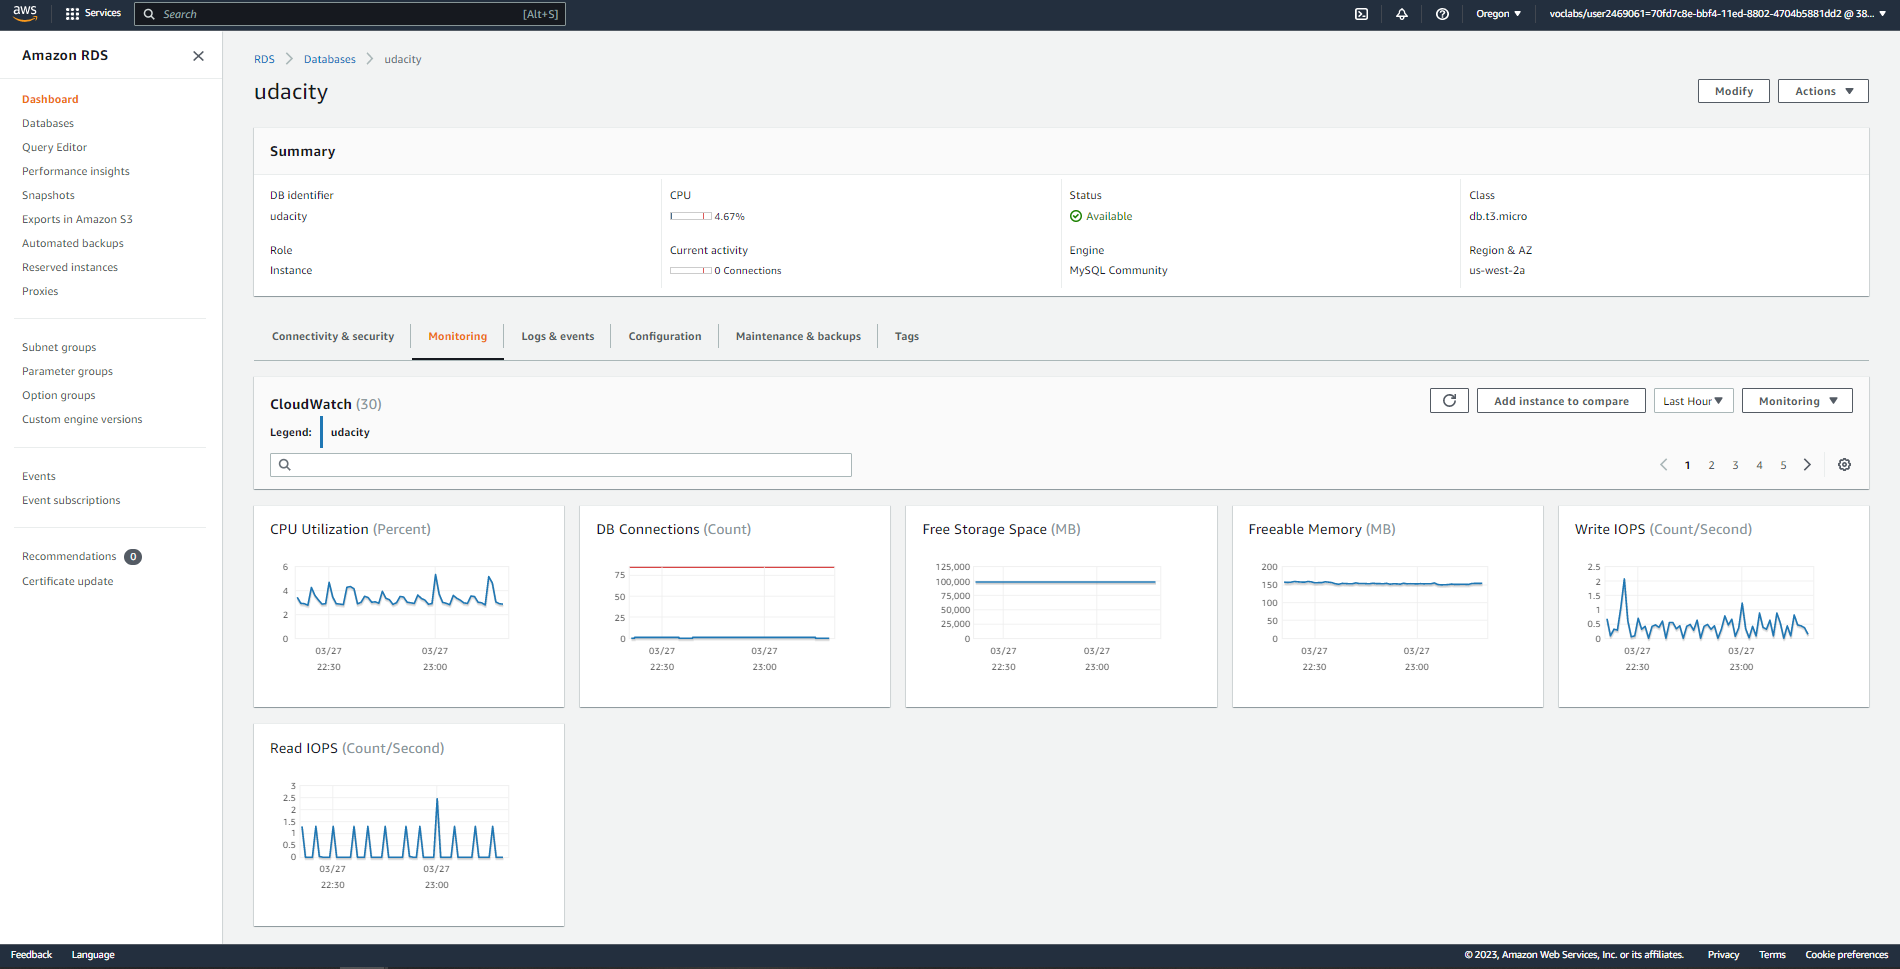 aws
Services
Search
[Alt+S]
Oregon
voclabs/user2469061=70fd7c8e-bbf4-11ed-8802-4704b5881dd2 @ 38...
Amazon RDS
Dashboard
Databases
Query Editor
Performance insights
Snapshots
Exports in Amazon S3
Automated backups
Reserved instances
Proxies
Subnet groups
Parameter groups
Option groups
Custom engine versions
Events
Event subscriptions
Recommendations 0
Certificate update
RDS > Databases > udacity
udacity
Modify
Actions
Summary
DB identifier
udacity
CPU
4.67%
Status
Available
Class
db.t3.micro
Role
Instance
Current activity
0 Connections
Engine
MySQL Community
Region & AZ
us-west-2a
Connectivity & security
Monitoring
Logs & events
Configuration
Maintenance & backups
Tags
CloudWatch (30)
Add instance to compare
Last Hour
Monitoring
Legend: udacity
1 2 3 4 5
CPU Utilization (Percent)
6
4
2
0
03/27 03/27
22:30 23:00
DB Connections (Count)
75
50
25
0
03/27 03/27
22:30 23:00
Free Storage Space (MB)
125,000
100,000
75,000
50,000
25,000
0
03/27 03/27
22:30 23:00
Freeable Memory (MB)
200
150
100
50
0
03/27 03/27
22:30 23:00
Write IOPS (Count/Second)
2.5
2
1.5
1
0.5
0
03/27 03/27
22:30 23:00
Read IOPS (Count/Second)
3
2.5
2
1.5
1
0.5
0
03/27 03/27
22:30 23:00
Feedback
Language
© 2023, Amazon Web Services, Inc. or its affiliates.
Privacy
Terms
Cookie preferences